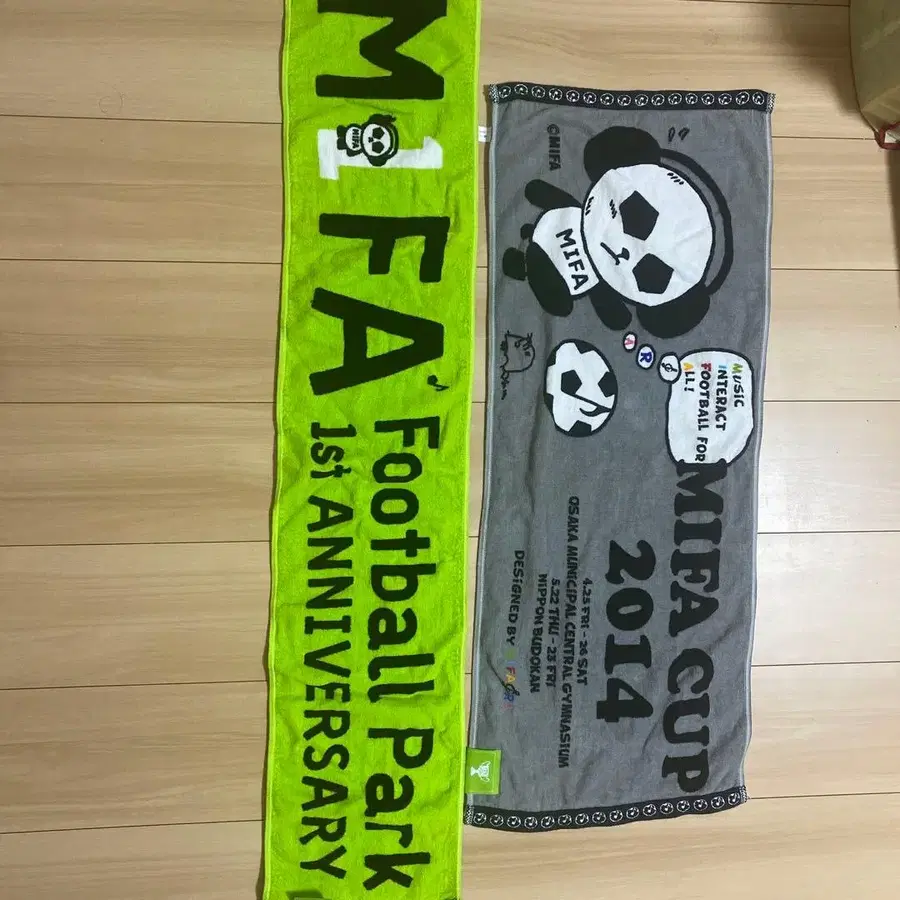 MIFA
MIFA
Football Park
1st ANNIVERSARY
©MIFA
MIFA
MUSIC
INTERACT
FOOTBALL FOR
ALL!
MIFA CUP
2014
4.25 FRI - 26 SAT
OSAKA MUNICIPAL CENTRAL GYMNASIUM
5.22 THU - 23 FRI
NIPPON BUDOKAN
DESIGNED BY